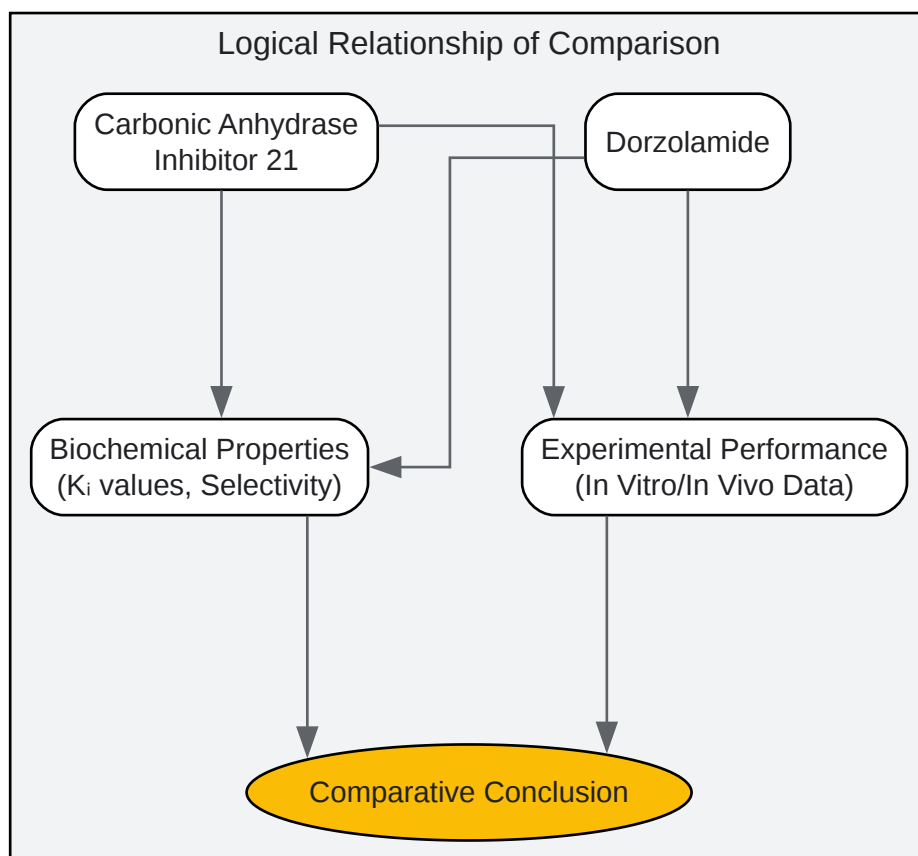 Logical Relationship of Comparison
Carbonic Anhydrase
Inhibitor 21
Dorzolamide
Biochemical Properties
(Kᵢ values, Selectivity)
Experimental Performance
(In Vitro/In Vivo Data)
Comparative Conclusion